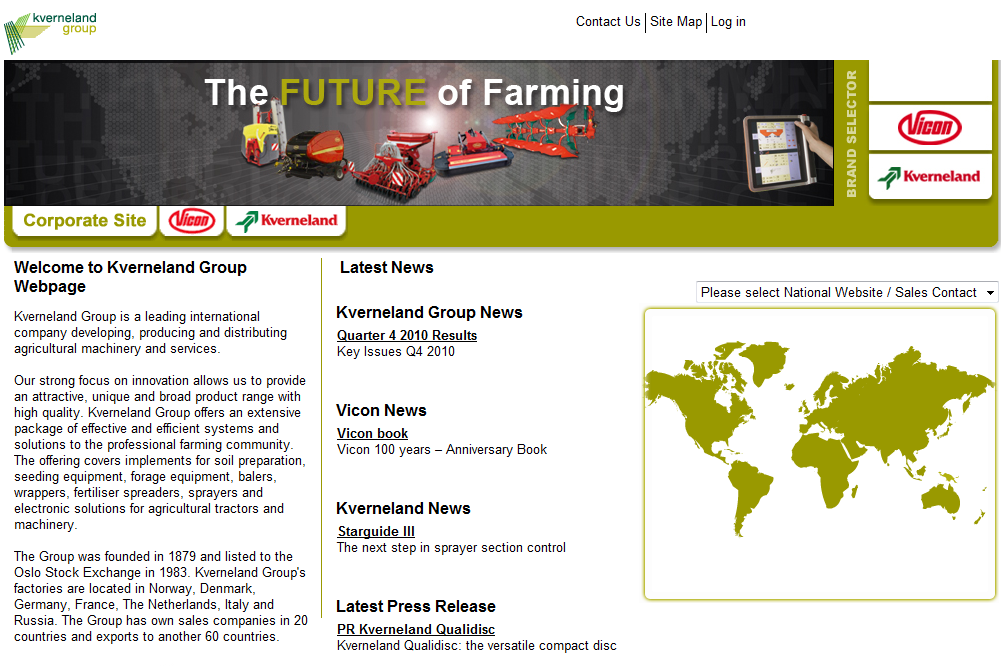 kverneland
group
Contact Us | Site Map | Log in
The FUTURE of Farming
BRAND SELECTOR
Vicon
Kverneland
Corporate Site
Vicon
Kverneland
Welcome to Kverneland Group
Webpage
Kverneland Group is a leading international
company developing, producing and distributing
agricultural machinery and services.
Our strong focus on innovation allows us to provide
an attractive, unique and broad product range with
high quality. Kverneland Group offers an extensive
package of effective and efficient systems and
solutions to the professional farming community.
The offering covers implements for soil preparation,
seeding equipment, forage equipment, balers,
wrappers, fertiliser spreaders, sprayers and
electronic solutions for agricultural tractors and
machinery.
The Group was founded in 1879 and listed to the
Oslo Stock Exchange in 1983. Kverneland Group's
factories are located in Norway, Denmark,
Germany, France, The Netherlands, Italy and
Russia. The Group has own sales companies in 20
countries and exports to another 60 countries.
Latest News
Kverneland Group News
Quarter 4 2010 Results
Key Issues Q4 2010
Vicon News
Vicon book
Vicon 100 years – Anniversary Book
Kverneland News
Starguide III
The next step in sprayer section control
Latest Press Release
PR Kverneland Qualidisc
Kverneland Qualidisc: the versatile compact disc
Please select National Website / Sales Contact